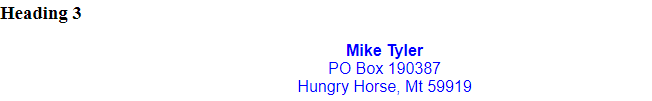 Heading 3
Mike Tyler
PO Box 190387
Hungry Horse, Mt 59919